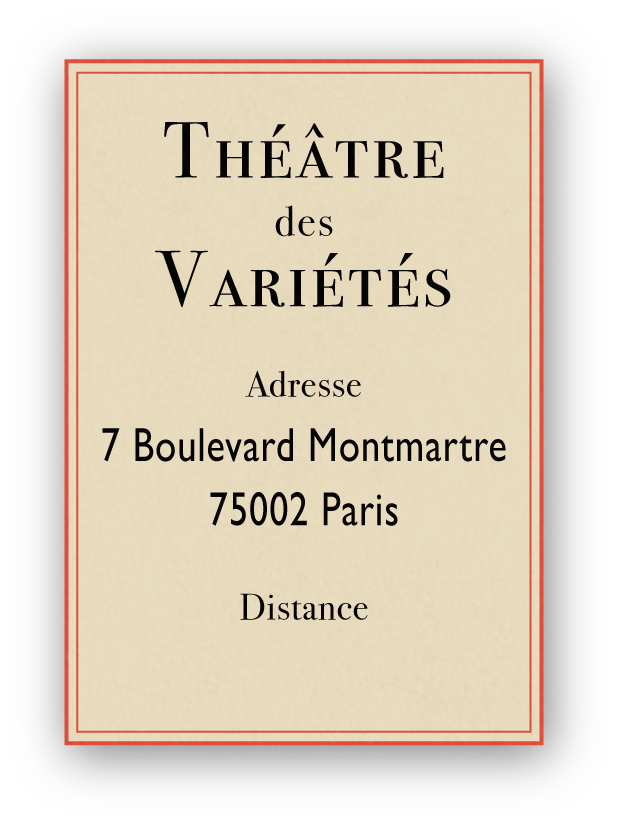 THÉÂTRE
des
VARIÉTÉS
Adresse
7 Boulevard Montmartre
75002 Paris
Distance